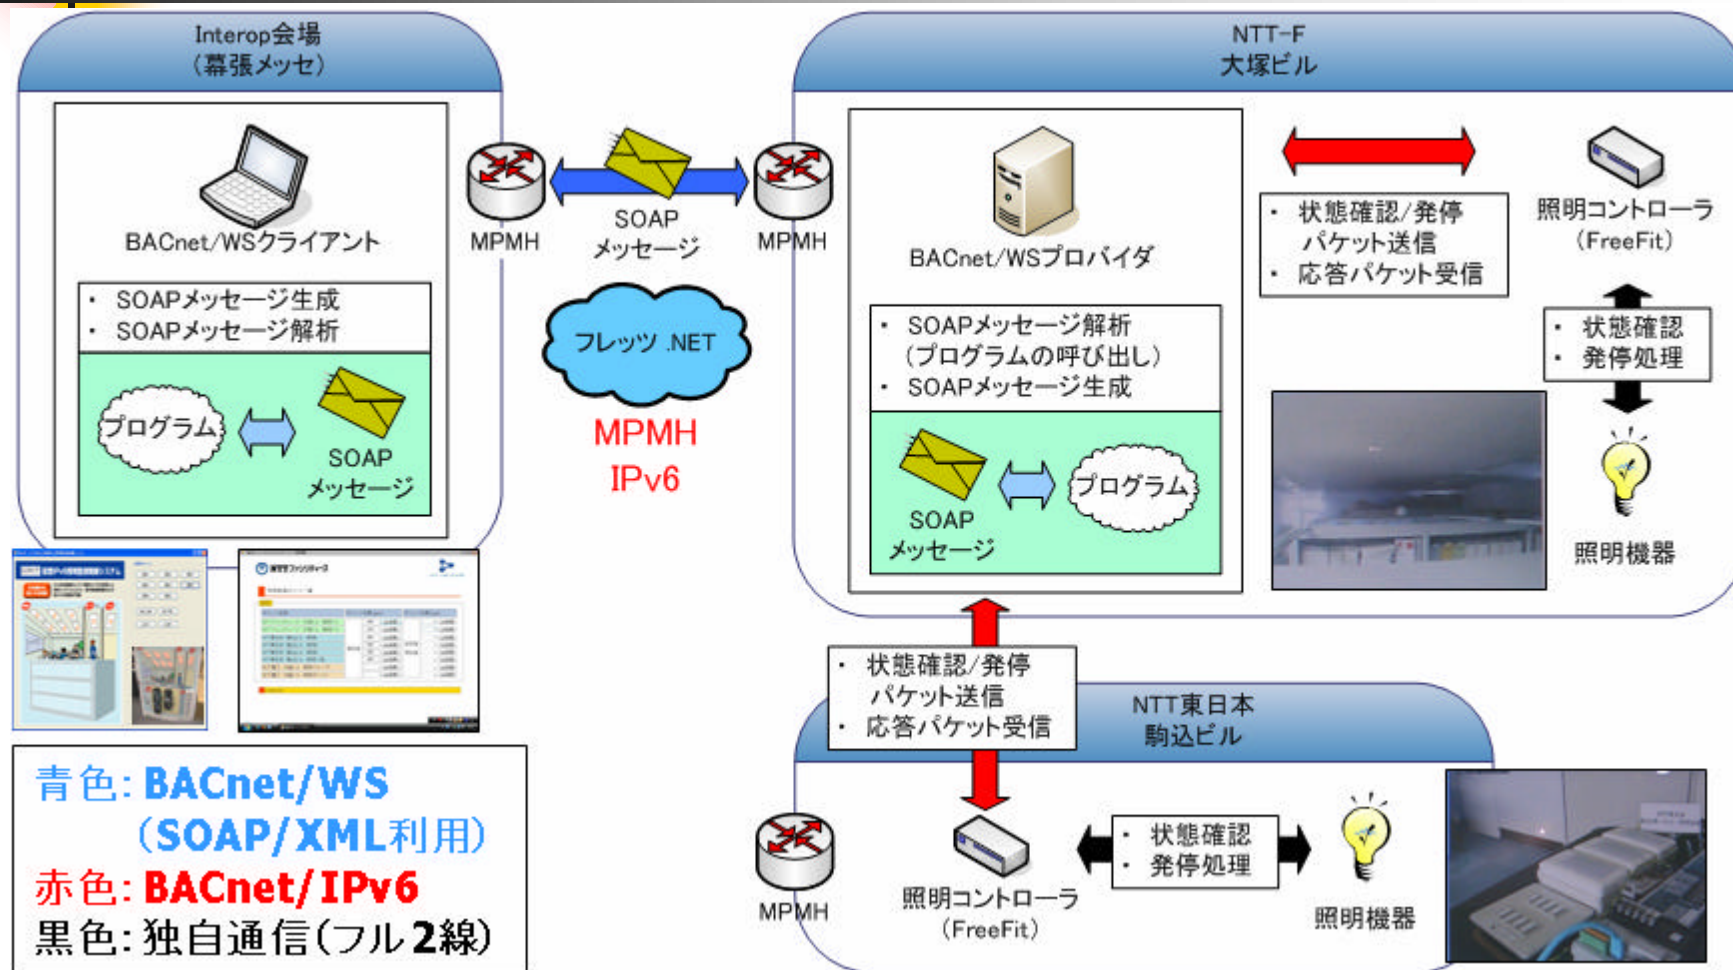 Interop会場
（幕張メッセ）
BACnet/WSクライアント
・ SOAPメッセージ生成
・ SOAPメッセージ解析
プログラム
SOAP
メッセージ
MPMH
SOAP
メッセージ
MPMH
フレッツ .NET
MPMH
IPv6
NTT-F
大塚ビル
BACnet/WSプロバイダ
・ SOAPメッセージ解析
（プログラムの呼び出し）
・ SOAPメッセージ生成
SOAP
メッセージ
プログラム
・ 状態確認/発停
パケット送信
・ 応答パケット受信
照明コントローラ
（FreeFit）
・ 状態確認
・ 発停処理
照明機器
・ 状態確認/発停
パケット送信
・ 応答パケット受信
NTT東日本
駒込ビル
MPMH
照明コントローラ
（FreeFit）
・ 状態確認
・ 発停処理
照明機器
青色: BACnet/WS
（SOAP/XML利用）
赤色: BACnet/IPv6
黒色: 独自通信(フル2線)